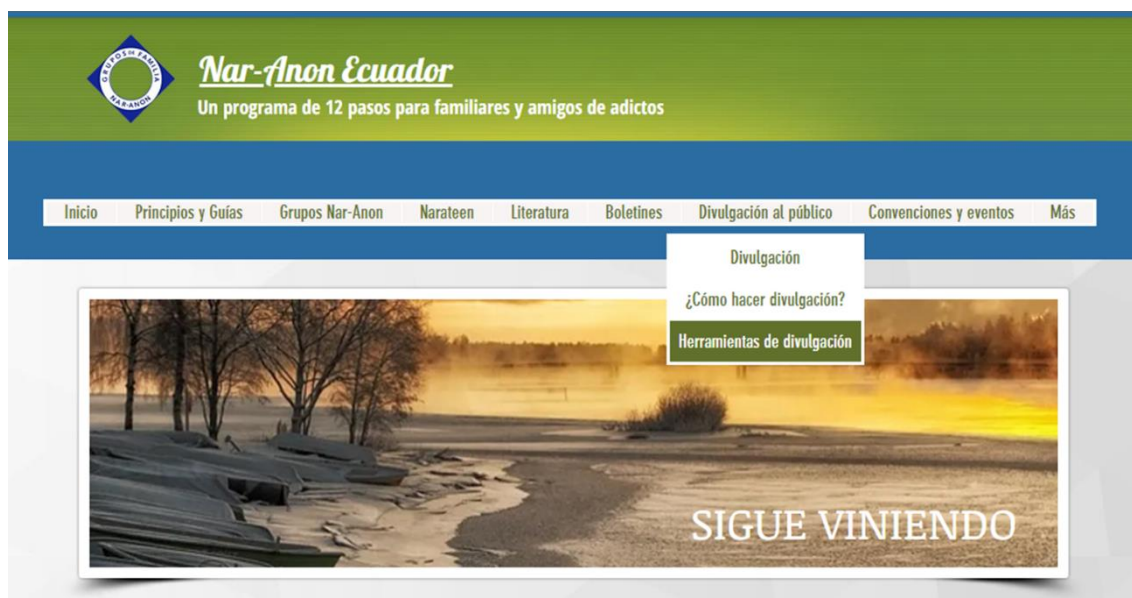 GRUPOS DE FAMILIA
NAR-ANON
Nar-Anon Ecuador
Un programa de 12 pasos para familiares y amigos de adictos
Inicio Principios y Guías Grupos Nar-Anon Narateen Literatura Boletines Divulgación al público Convenciones y eventos Más
Divulgación
¿Cómo hacer divulgación?
Herramientas de divulgación
SIGUE VINIENDO